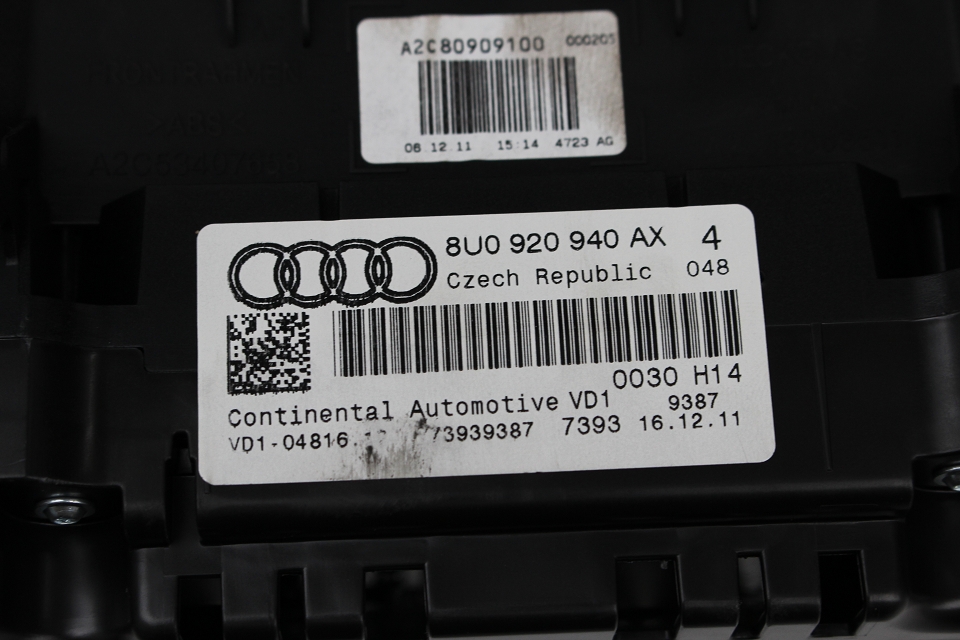 A2C80909100 000205
06.12.11 15:14 4723 AG
8U0 920 940 AX 4
Czech Republic 048
0030 H14
Continental Automotive VD1 9387
VD1-04816. 73939387 7393 16.12.11